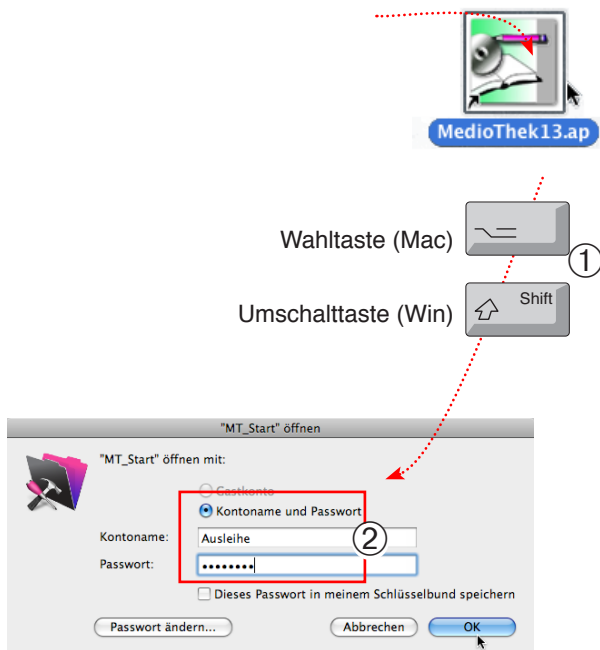 MedioThek13.ap
Wahltaste (Mac)
①
Umschalttaste (Win)
Shift
"MT_Start" öffnen
"MT_Start" öffnen mit:
Gastkonto
Kontoname und Passwort
Kontoname:
Ausleihe
②
Passwort:
••••••••
Dieses Passwort in meinem Schlüsselbund speichern
Passwort ändern...
Abbrechen
OK